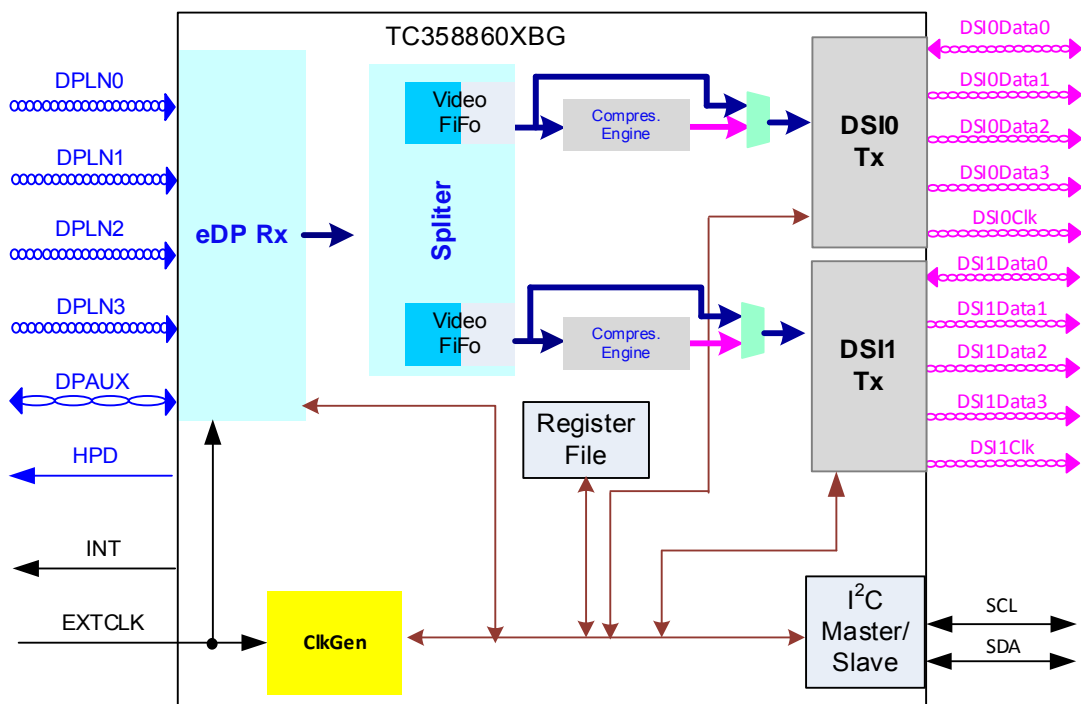 TC358860XBG
DPLN0
DPLN1
DPLN2
DPLN3
DPAUX
HPD
INT
EXTCLK
eDP Rx
Spliter
Video
FiFo
Compres.
Engine
Video
FiFo
Compres.
Engine
DSI0
Tx
DSI1
Tx
DSI0Data0
DSI0Data1
DSI0Data2
DSI0Data3
DSI0Clk
DSI1Data0
DSI1Data1
DSI1Data2
DSI1Data3
DSI1Clk
Register
File
ClkGen
I²C
Master/
Slave
SCL
SDA